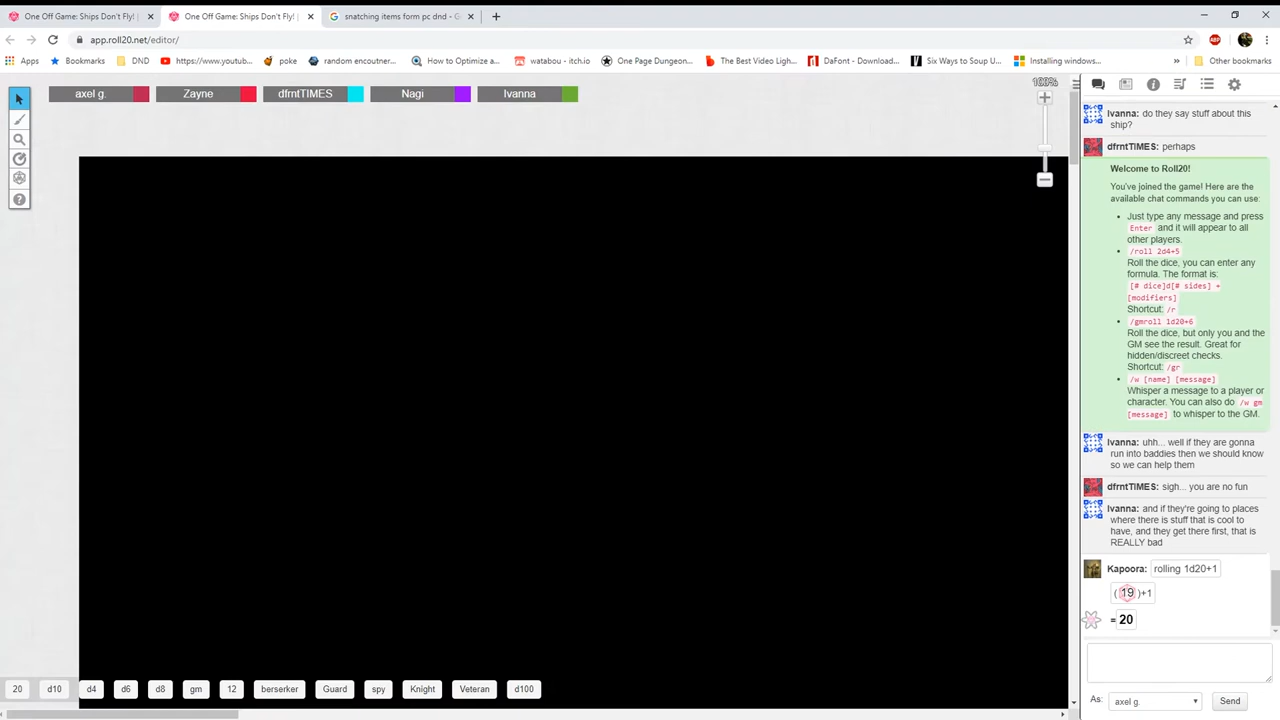 One Off Game: Ships Don't Fly! |
One Off Game: Ships Don't Fly! |
snatching items form pc dnd - G
app.roll20.net/editor/
Apps
Bookmarks
DND
https://www.youtub...
poke
random encoutner...
How to Optimize a...
watabou - itch.io
One Page Dungeon...
The Best Video Ligh...
DaFont - Download...
Six Ways to Soup U...
Installing windows...
»
Other bookmarks
axel g.
Zayne
dfrntTIMES
Nagi
Ivanna
100%
Ivanna: do they say stuff about this
ship?
dfrntTIMES: perhaps
Welcome to Roll20!
You've joined the game! Here are the
available chat commands you can use:
• Just type any message and press
Enter and it will appear to all
other players.
• /roll 2d4+5
Roll the dice, you can enter any
formula. The format is:
[# dice]d[# sides] +
[modifiers]
Shortcut: /r
• /gmroll 1d20+6
Roll the dice, but only you and the
GM see the result. Great for
hidden/discreet checks.
Shortcut: /gr
• /w [name] [message]
Whisper a message to a player or
character. You can also do /w gm
[message] to whisper to the GM.
Ivanna: uhh... well if they are gonna
run into baddies then we should know
so we can help them
dfrntTIMES: sigh... you are no fun
Ivanna: and if they're going to places
where there is stuff that is cool to
have, and they get there first, that is
REALLY bad
Kapoora: rolling 1d20+1
(19)+1
=20
20
d10
d4
d6
d8
gm
12
berserker
Guard
spy
Knight
Veteran
d100
As:
axel g.
Send